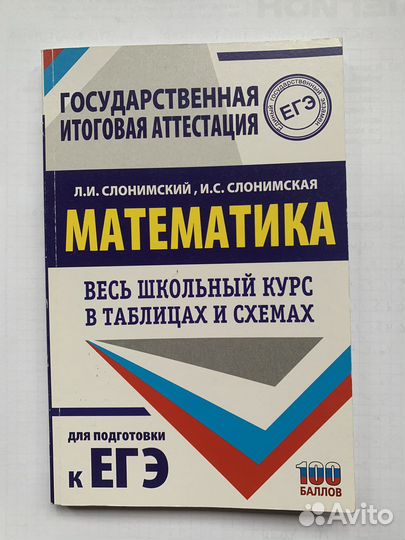 ГОСУДАРСТВЕННАЯ
ИТОГОВАЯ АТТЕСТАЦИЯ
ЕДИНЫЙ ГОСУДАРСТВЕННЫЙ ЭКЗАМЕН
ЕГЭ
Л.И. СЛОНИМСКИЙ , И.С. СЛОНИМСКАЯ
МАТЕМАТИКА
ВЕСЬ ШКОЛЬНЫЙ КУРС
В ТАБЛИЦАХ И СХЕМАХ
для подготовки
к ЕГЭ
100
БАЛЛОВ
Avito